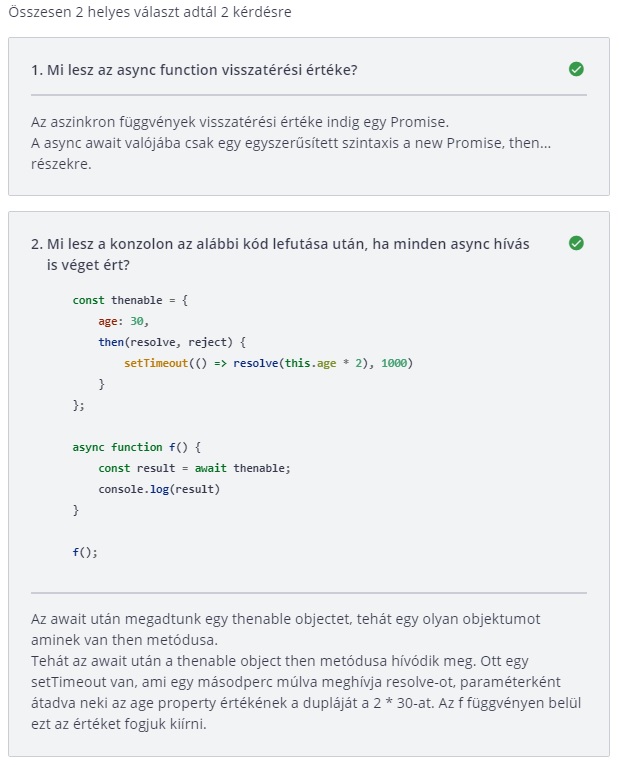 Összesen 2 helyes választ adtál 2 kérdésre
1. Mi lesz az async function visszatérési értéke?
Az aszinkron függvények visszatérési értéke indig egy Promise.
A async await valójába csak egy egyszerűsített szintaxis a new Promise, then...
részekre.
2. Mi lesz a konzolon az alábbi kód lefutása után, ha minden async hívás
is véget ért?
const thenable = {
    age: 30,
    then(resolve, reject) {
        setTimeout(() => resolve(this.age * 2), 1000)
    }
};
async function f() {
    const result = await thenable;
    console.log(result)
}
f();
Az await után megadtunk egy thenable objectet, tehát egy olyan objektumot
aminek van then metódusa.
Tehát az await után a thenable object then metódusa hívódik meg. Ott egy
setTimeout van, ami egy másodperc múlva meghívja resolve-ot, paraméterként
átadva neki az age property értékének a dupláját a 2 * 30-at. Az f függvényen belül
ezt az értéket fogjuk kiírni.